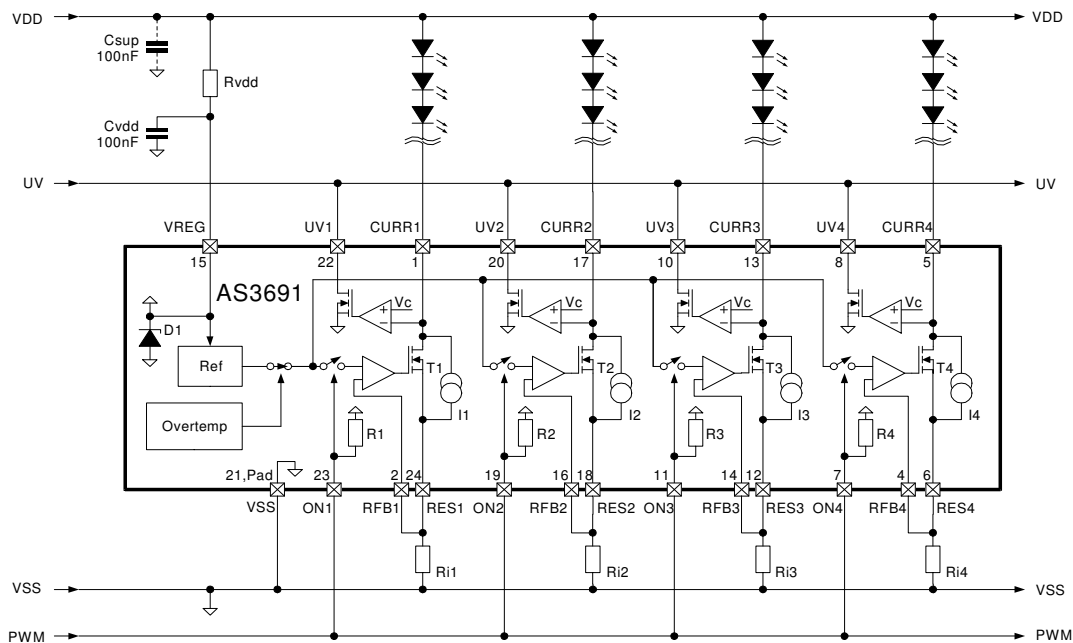 VDD
VDD
Csup
100nF
Rvdd
Cvdd
100nF
UV
UV
VREG
UV1
CURR1
UV2
CURR2
UV3
CURR3
UV4
CURR4
15
22
1
20
17
10
13
8
5
AS3691
Vc
Vc
Vc
Vc
+
−
+
−
+
−
+
−
D1
Ref
T1
T2
T3
T4
Overtemp
R1
I1
R2
I2
R3
I3
R4
I4
21,Pad
23
2
24
19
16
18
11
14
12
7
4
6
VSS
ON1
RFB1
RES1
ON2
RFB2
RES2
ON3
RFB3
RES3
ON4
RFB4
RES4
Ri1
Ri2
Ri3
Ri4
VSS
VSS
PWM
PWM